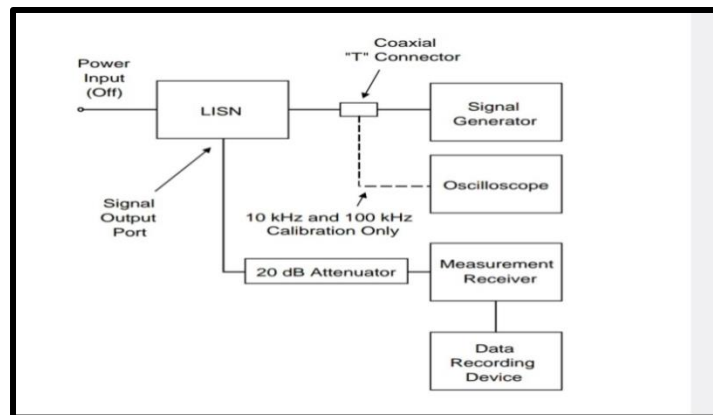 Coaxial
"T" Connector
Power
Input
(Off)
LISN
Signal
Generator
Oscilloscope
Signal
Output
Port
10 kHz and 100 kHz
Calibration Only
20 dB Attenuator
Measurement
Receiver
Data
Recording
Device